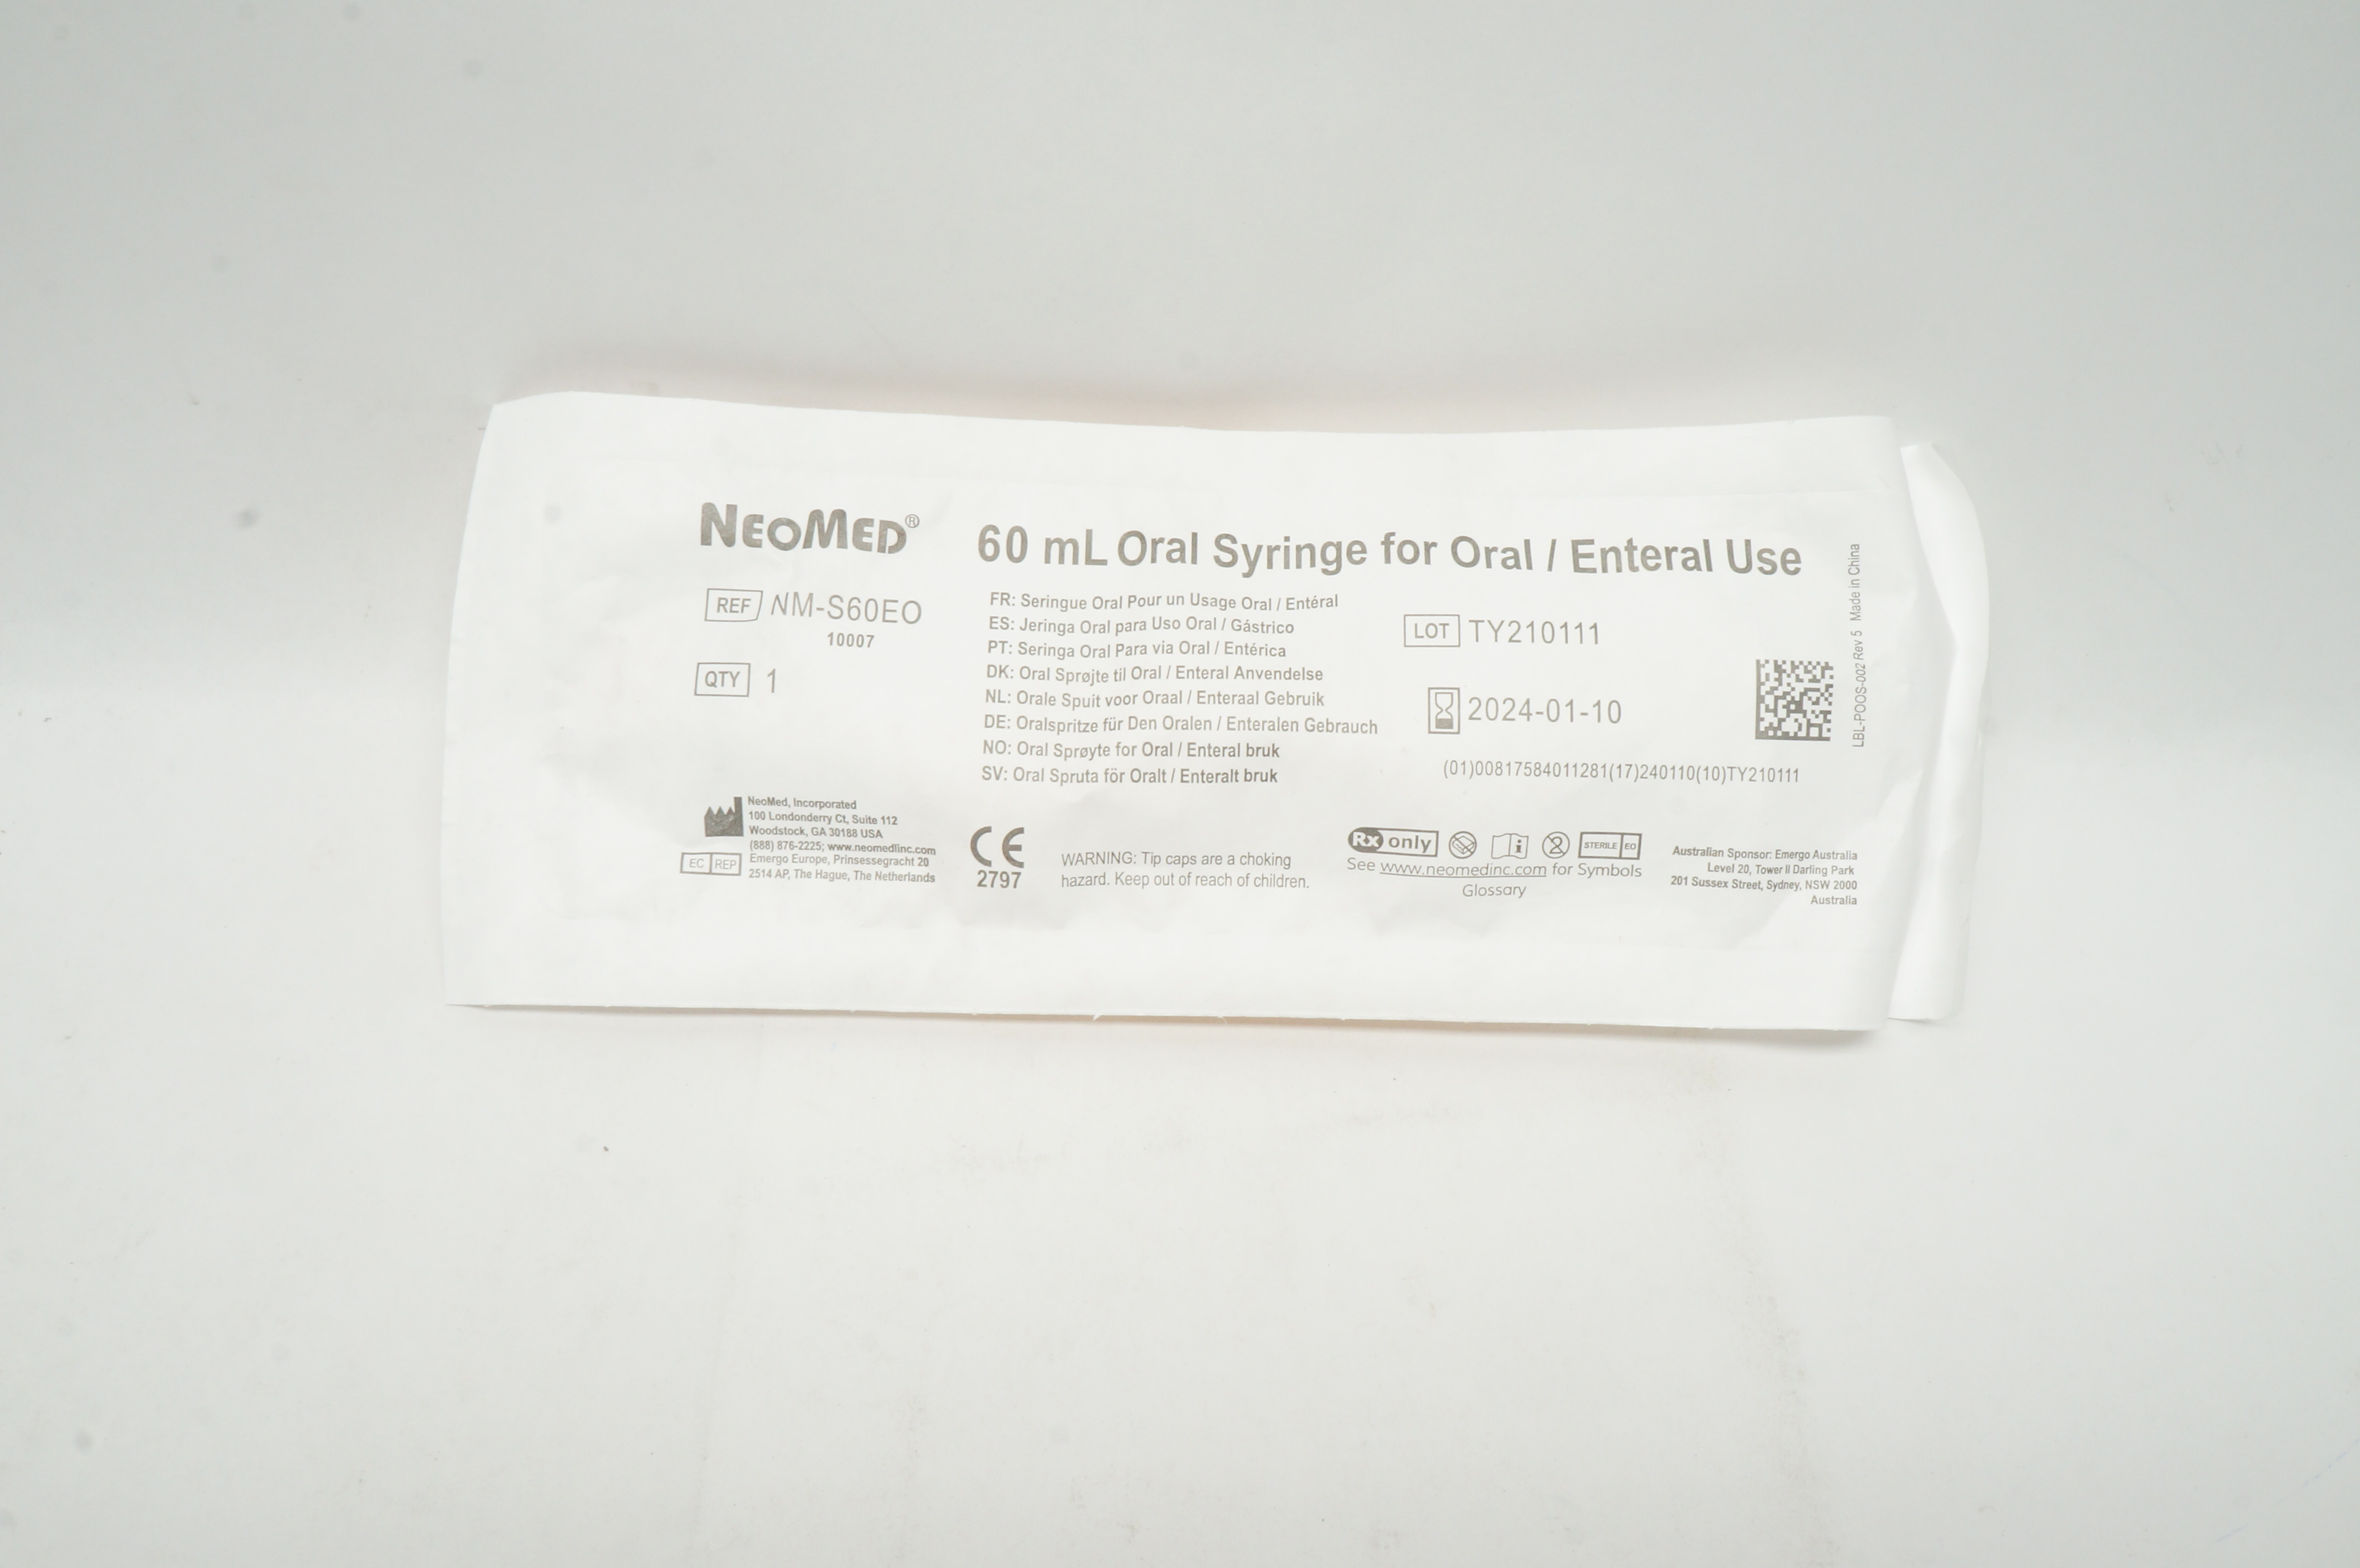 NEOMED®
60 mL Oral Syringe for Oral / Enteral Use
REF NM-S60EO
10007
QTY 1
FR: Seringue Oral Pour un Usage Oral / Entéral
ES: Jeringa Oral para Uso Oral / Gástrico
PT: Seringa Oral Para via Oral / Entérica
DK: Oral Sprøjte til Oral / Enteral Anvendelse
NL: Orale Spuit voor Oraal / Enteraal Gebruik
DE: Oralspritze für Den Oralen / Enteralen Gebrauch
NO: Oral Sprøyte for Oral / Enteral bruk
SV: Oral Spruta för Oralt / Enteralt bruk
LOT TY210111
2024-01-10
(01)00817584011281(17)240110(10)TY210111
LBL-POOS-002 Rev 5 Made in China
NeoMed, Incorporated
100 Londonderry Ct, Suite 112
Woodstock, GA 30188 USA
(888) 876-2225; www.neomedinc.com
EC REP
Emergo Europe, Prinsessegracht 20
2514 AP, The Hague, The Netherlands
CE
2797
WARNING: Tip caps are a choking
hazard. Keep out of reach of children.
Rx only
2
STERILE EO
See www.neomedinc.com for Symbols
Glossary
Australian Sponsor: Emergo Australia
Level 20, Tower II Darling Park
201 Sussex Street, Sydney, NSW 2000
Australia